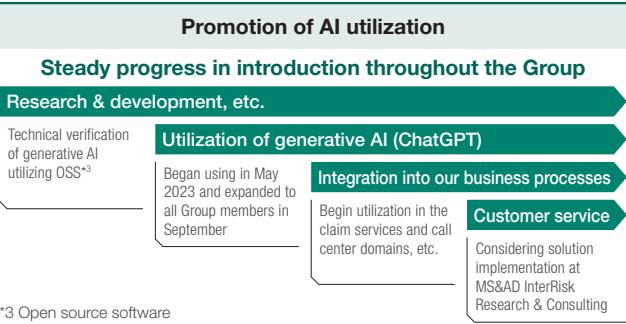 Promotion of AI utilization
Steady progress in introduction throughout the Group
Research & development, etc.
Technical verification
of generative AI
utilizing OSS*3
Utilization of generative AI (ChatGPT)
Began using in May
2023 and expanded to
all Group members in
September
Integration into our business processes
Begin utilization in the
claim services and call
center domains, etc.
Customer service
Considering solution
implementation at
MS&AD InterRisk
Research & Consulting
*3 Open source software